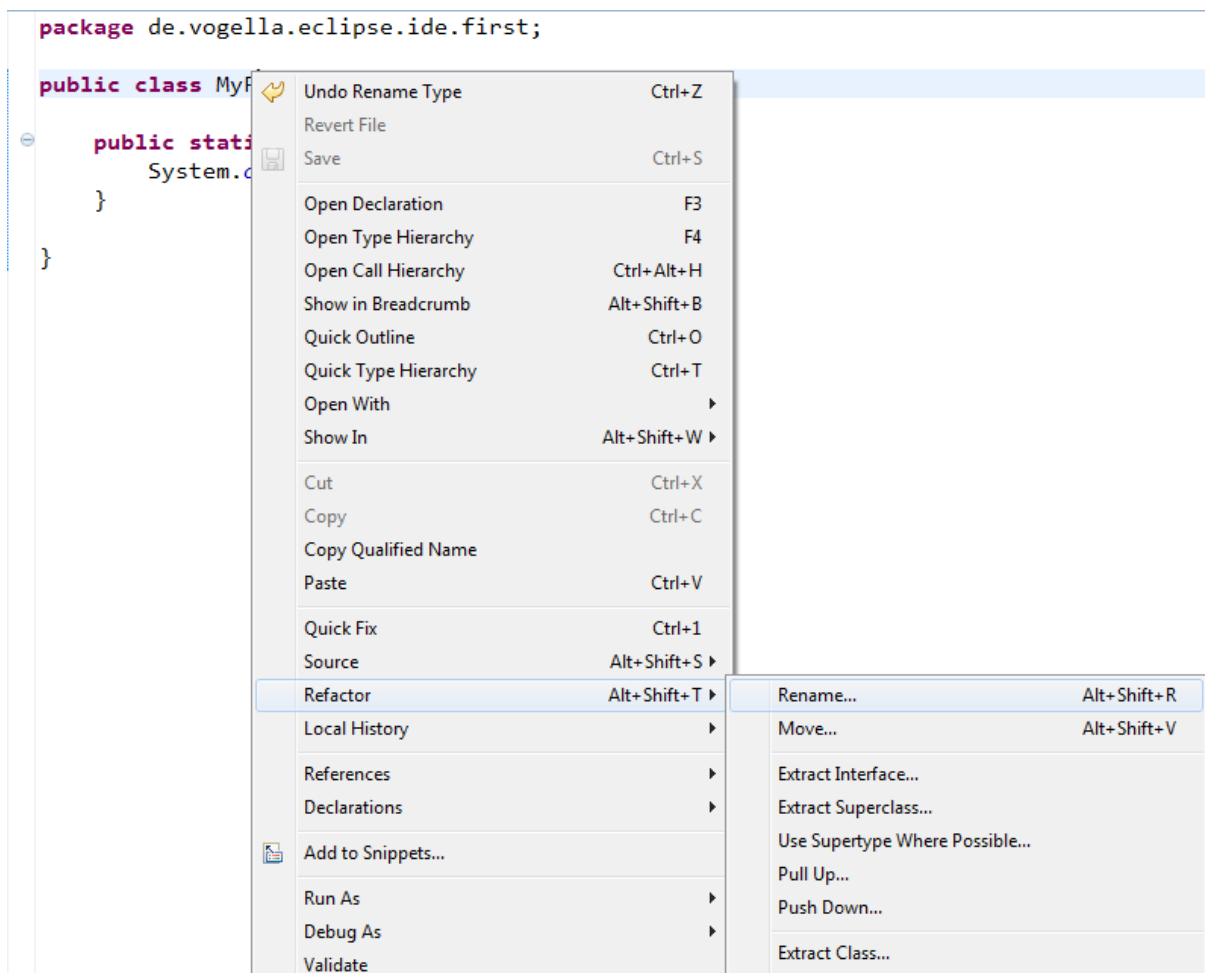 package de.vogella.eclipse.ide.first;
public class
public
System.
}
}
Undo Rename Type Ctrl+Z
Revert File
Save Ctrl+S
Open Declaration F3
Open Type Hierarchy F4
Open Call Hierarchy Ctrl+Alt+H
Show in Breadcrumb Alt+Shift+B
Quick Outline Ctrl+O
Quick Type Hierarchy Ctrl+T
Open With
Show In Alt+Shift+W
Cut Ctrl+X
Copy Ctrl+C
Copy Qualified Name
Paste Ctrl+V
Quick Fix Ctrl+1
Source Alt+Shift+S
Refactor Alt+Shift+T
Local History
References
Declarations
Add to Snippets...
Run As
Debug As
Validate
Rename... Alt+Shift+R
Move... Alt+Shift+V
Extract Interface...
Extract Superclass...
Use Supertype Where Possible...
Pull Up...
Push Down...
Extract Class...